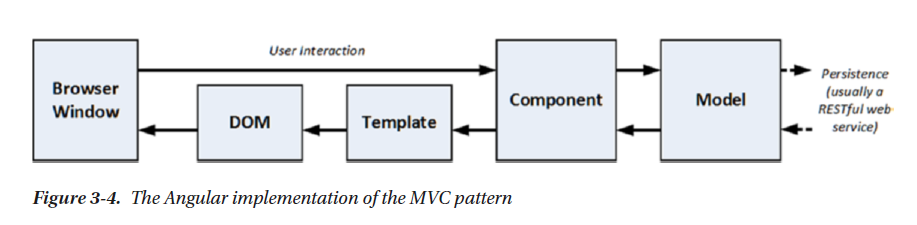 User Interaction
Browser
Window
DOM
Template
Component
Model
Persistence
(usually a
RESTful web
service)
Figure 3-4. The Angular implementation of the MVC pattern